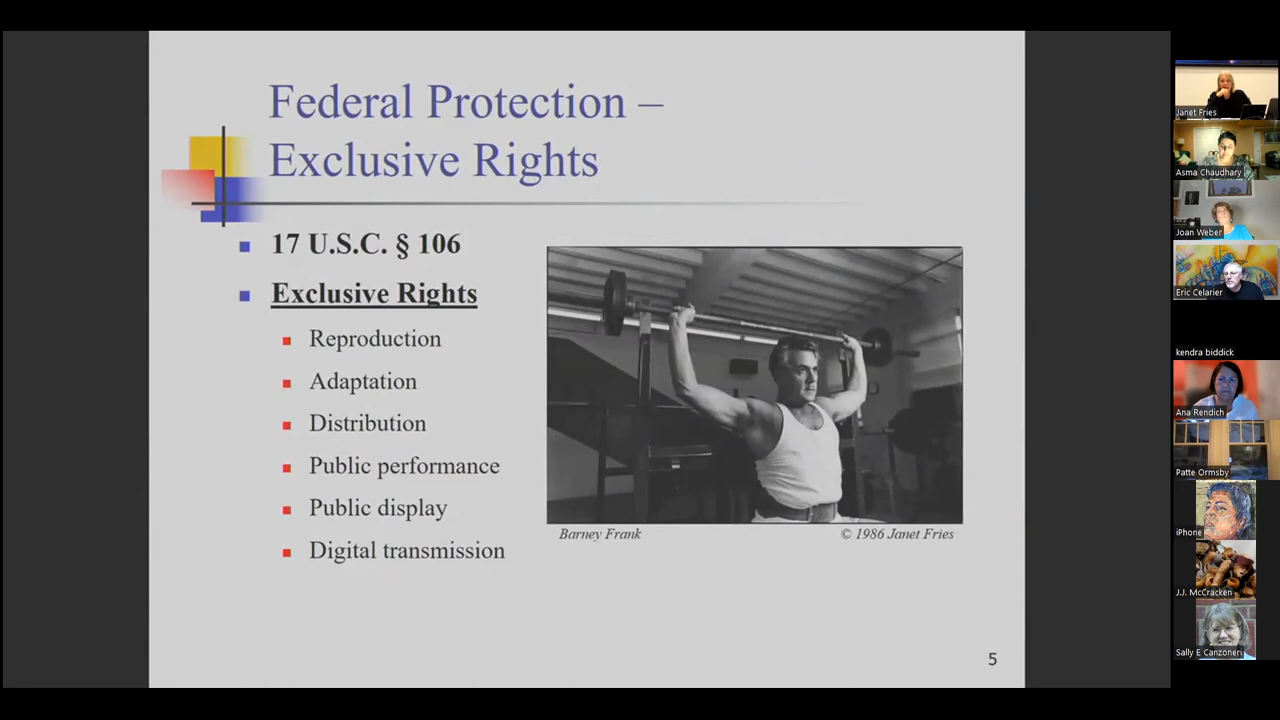 Federal Protection –
Exclusive Rights
17 U.S.C. § 106
Exclusive Rights
Reproduction
Adaptation
Distribution
Public performance
Public display
Digital transmission
Barney Frank
© 1986 Janet Fries
5
Janet Fries
Asma Chaudhary
Joan Weber
Eric Celarier
kendra biddick
Ana Rendich
Patte Ormsby
iPhone
J.J. McCracken
Sally E Canzoneri